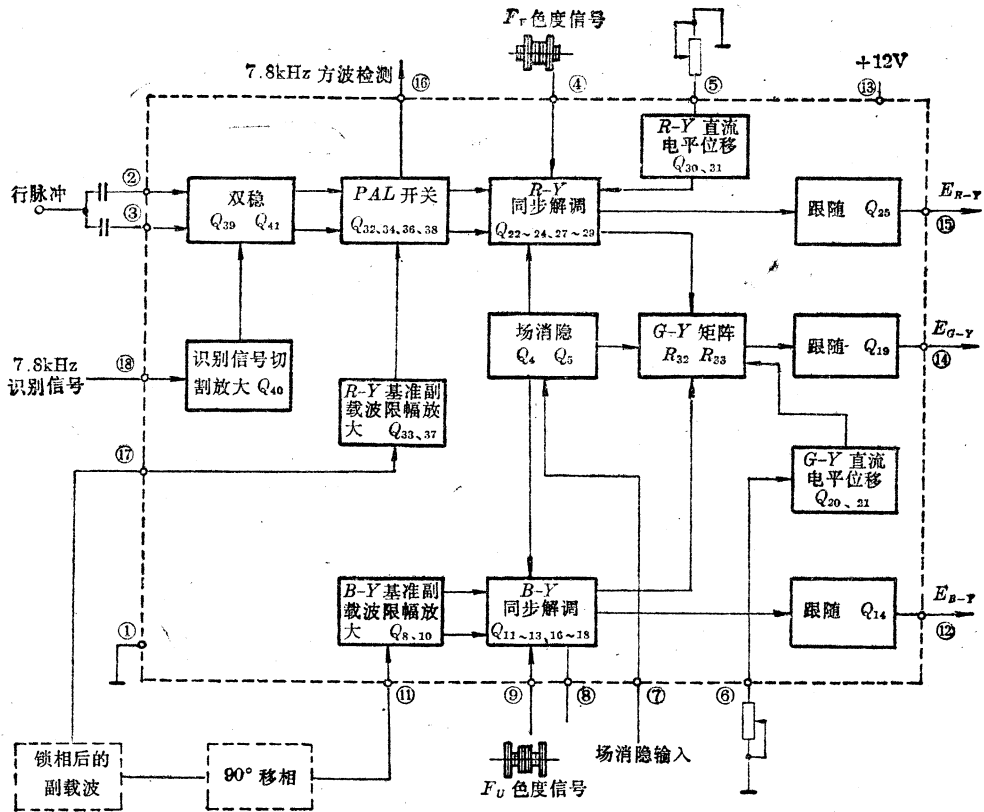 F_F 色度信号
+12V
7.8kHz 方波检测
⑯
④
⑤
⑬
R-Y 直流
电平位移
Q30、31
行脉冲
②
③
双稳
Q39 Q41
PAL 开关
Q32、34、36、38
R-Y
同步解调
Q22~24、27~29
跟随 Q25
E_{R-Y}
⑮
7.8kHz
识别信号
⑱
识别信号切
割放大 Q40
R-Y 基准副
载波限幅放
大 Q33、37
场消隐
Q4 Q5
G-Y 矩阵
R32 R33
跟随 Q19
E_{G-Y}
⑭
⑰
G-Y 直流
电平位移
Q20、21
①
B-Y 基准副
载波限幅放
大 Q8、10
B-Y
同步解调
Q11~13、16~18
跟随 Q14
E_{B-Y}
⑫
⑪
⑨
⑧
⑦
⑥
锁相后的
副载波
90° 移相
F_U 色度信号
场消隐输入